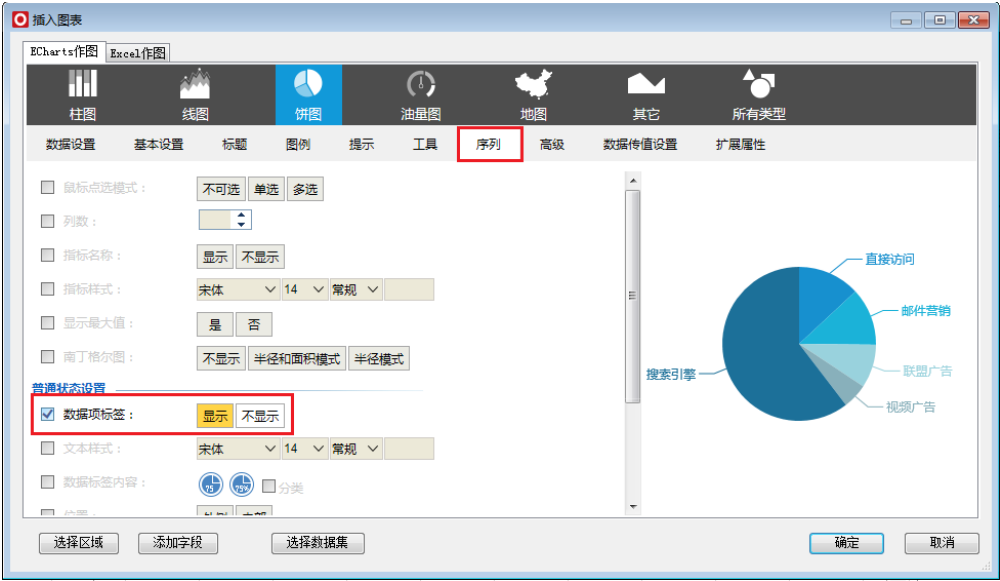 插入图表
ECharts作图 Excel作图
柱图 线图 饼图 油量图 地图 其它 所有类型
数据设置 基本设置 标题 图例 提示 工具 序列 高级 数据传值设置 扩展属性
鼠标点选模式： 不可选 单选 多选
列数：
指标名称： 显示 不显示
指标样式： 宋体 14 常规
显示最大值： 是 否
南丁格尔图： 不显示 半径和面积模式 半径模式
普通状态设置
数据项标签： 显示 不显示
文本样式： 宋体 14 常规
数据标签内容： 75 75% 分类
位置：
直接访问
邮件营销
联盟广告
视频广告
搜索引擎
选择区域 添加字段 选择数据集 确定 取消